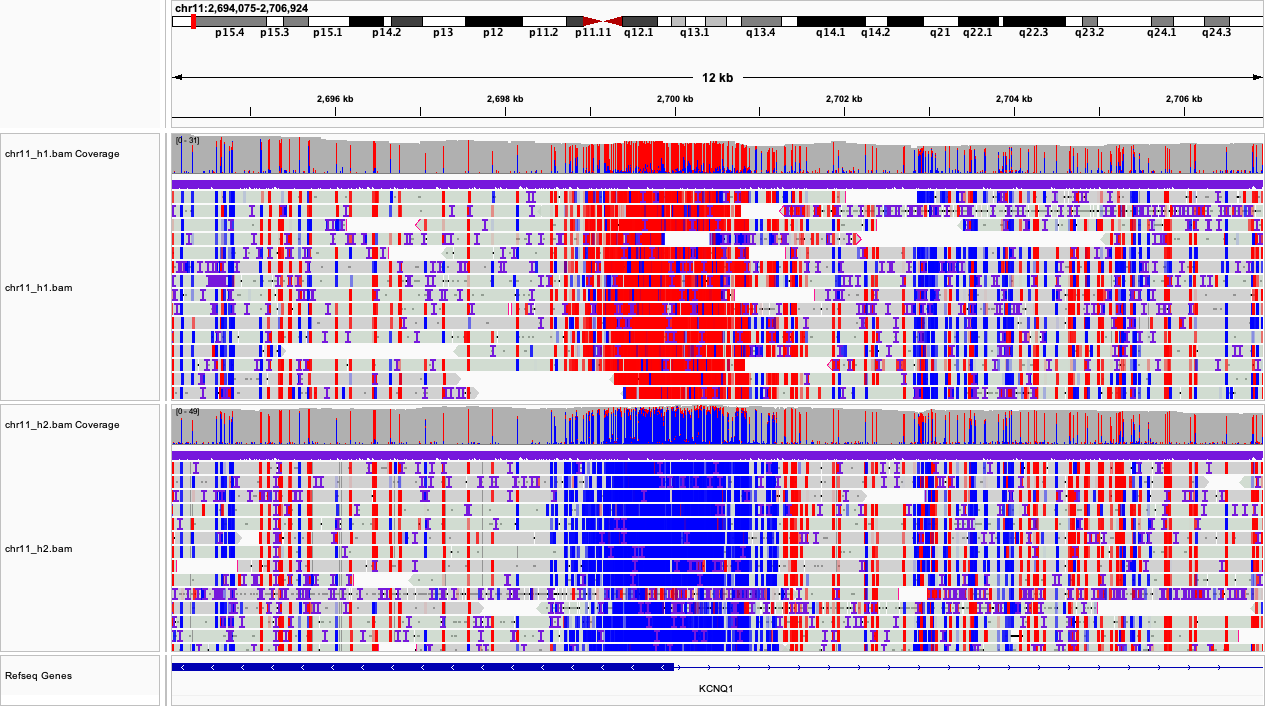 chr11:2,694,075-2,706,924
p15.4 p15.3 p15.1 p14.2 p13 p12 p11.2 p11.11 q12.1 q13.1 q13.4 q14.1 q14.2 q21 q22.1 q22.3 q23.2 q24.1 q24.3
12 kb
2,696 kb 2,698 kb 2,700 kb 2,702 kb 2,704 kb 2,706 kb
[0 - 31]
chr11_h1.bam Coverage
chr11_h1.bam
[0 - 49]
chr11_h2.bam Coverage
chr11_h2.bam
Refseq Genes
KCNQ1